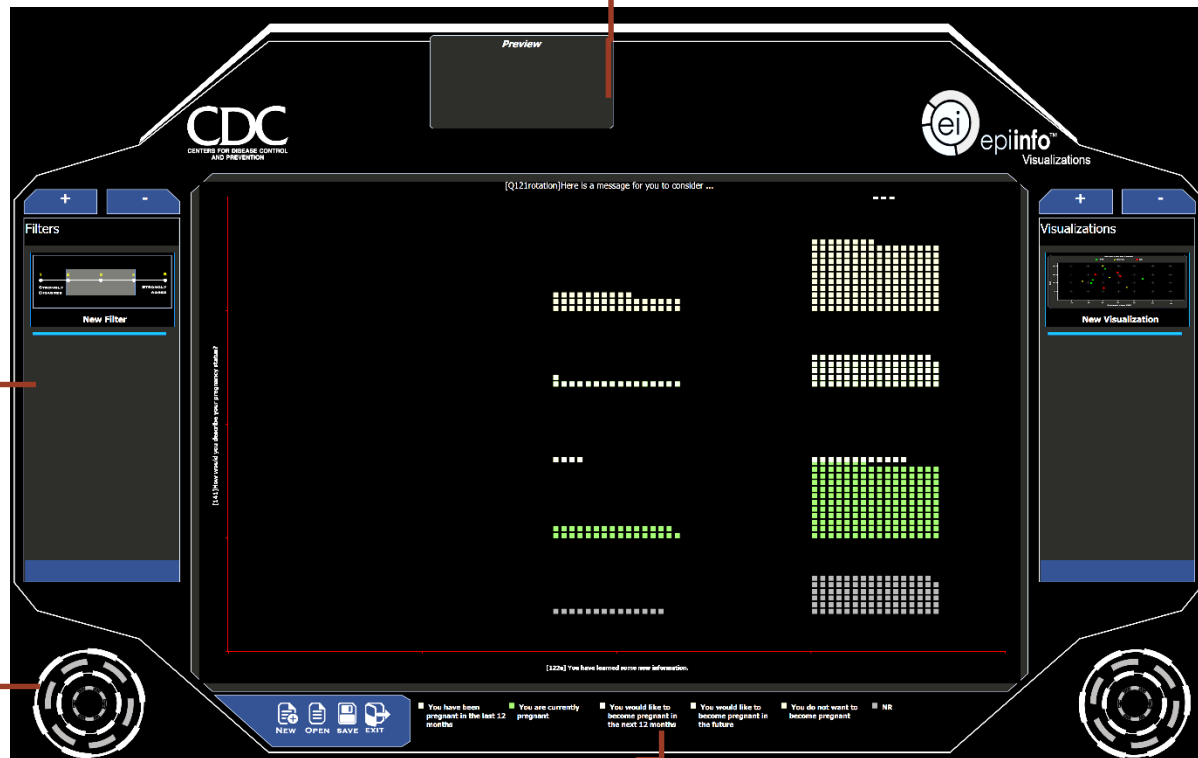 Preview
CDC
CENTERS FOR DISEASE CONTROL
AND PREVENTION
ei
epiinfo™
Visualizations
[Q121rotation]Here is a message for you to consider ...
+
-
+
-
Filters
Visualizations
STRONGLY
DISAGREE
STRONGLY
AGREE
New Filter
New Visualization
[141]How would you describe your pregnancy status?
[122a] You have learned some new information.
NEW
OPEN
SAVE
EXIT
You have been
pregnant in the last 12
months
You are currently
pregnant
You would like to
become pregnant in
the next 12 months
You would like to
become pregnant in
the future
You do not want to
become pregnant
NR